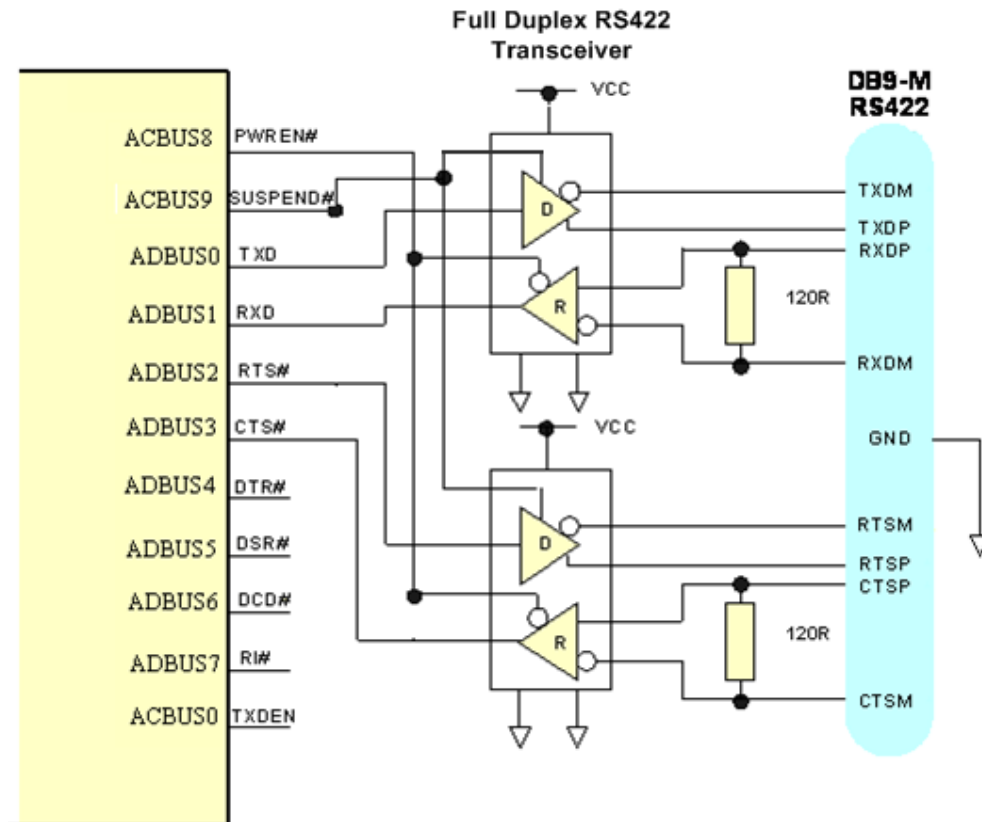 Full Duplex RS422
Transceiver
VCC
DB9-M
RS422
ACBUS8 PWREN#
ACBUS9 SUSPEND#
ADBUS0 TXD
ADBUS1 RXD
ADBUS2 RTS#
ADBUS3 CTS#
ADBUS4 DTR#
ADBUS5 DSR#
ADBUS6 DCD#
ADBUS7 RI#
ACBUS0 TXDEN
D
R
VCC
D
R
120R
120R
TXDM
TXDP
RXDP
RXDM
GND
RTSM
RTSP
CTSP
CTSM